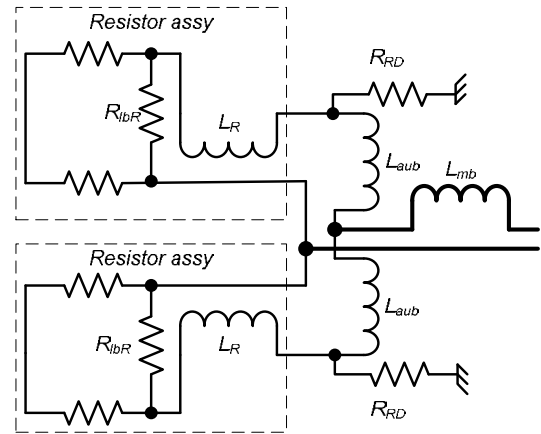 Resistor assy
R_RD
R_lbR
L_R
L_aub
L_mb
Resistor assy
R_lbR
L_R
L_aub
R_RD